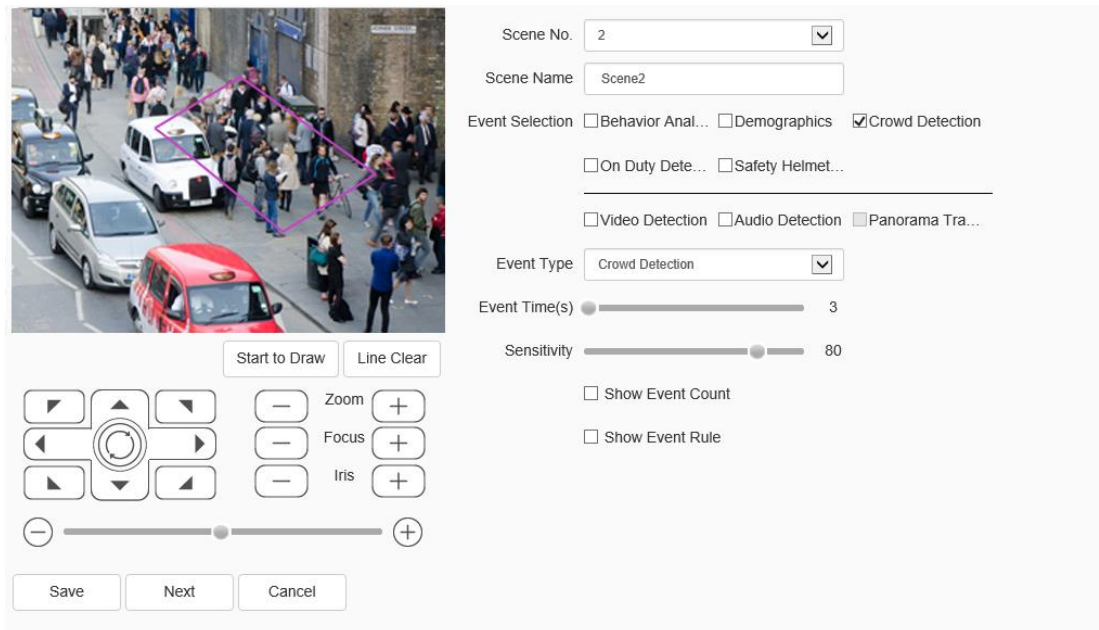 Scene No. 2
Scene Name Scene2
Event Selection Behavior Anal... Demographics Crowd Detection
On Duty Dete... Safety Helmet...
Video Detection Audio Detection Panorama Tra...
Event Type Crowd Detection
Event Time(s) 3
Sensitivity 80
Show Event Count
Show Event Rule
Start to Draw Line Clear
Zoom
Focus
Iris
Save Next Cancel